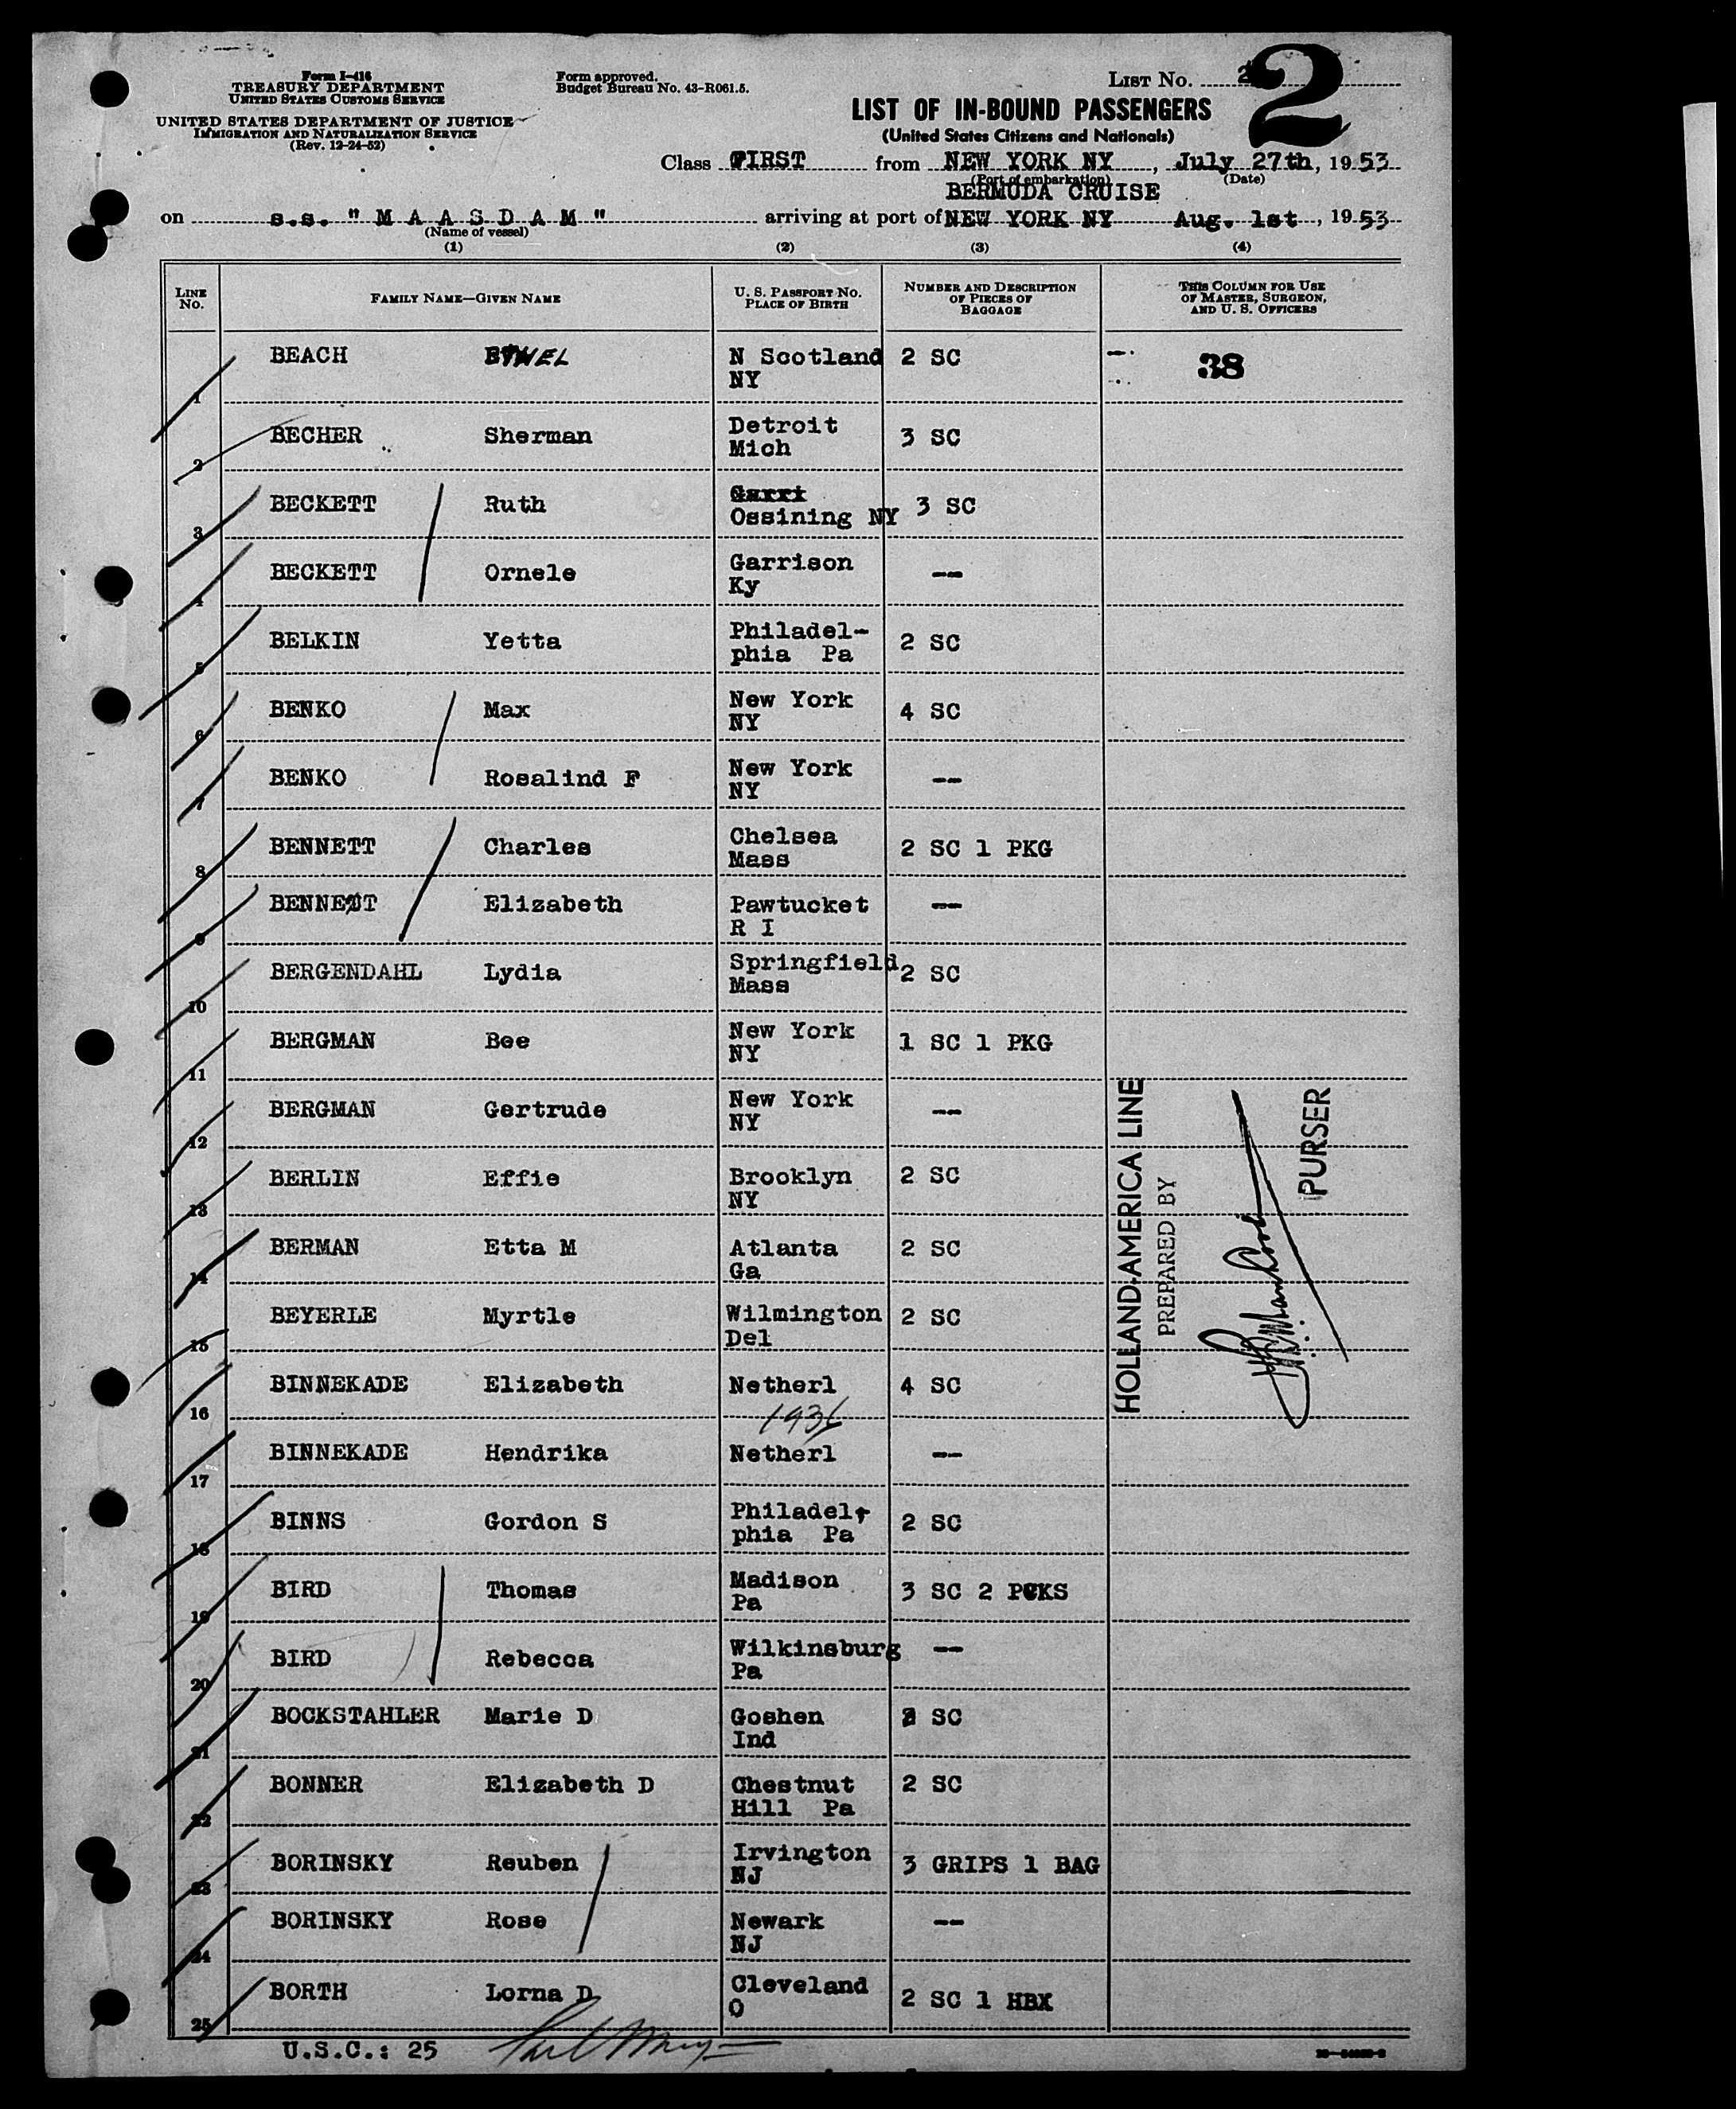 Form I-416
TREASURY DEPARTMENT
UNITED STATES CUSTOMS SERVICE
UNITED STATES DEPARTMENT OF JUSTICE
IMMIGRATION AND NATURALIZATION SERVICE
(Rev. 12-24-52)
Form approved.
Budget Bureau No. 43-R061.5.
LIST No. 2
2
LIST OF IN-BOUND PASSENGERS
(United States Citizens and Nationals)
Class FIRST from NEW YORK NY, July 27th, 1953
(Port of embarkation) (Date)
BERMUDA CRUISE
on s.s. "M A A S D A M" arriving at port of NEW YORK NY Aug. 1st, 1953
(Name of vessel)
(1) (2) (3) (4)
LINE No. FAMILY NAME—GIVEN NAME U. S. PASSPORT No. PLACE OF BIRTH NUMBER AND DESCRIPTION OF PIECES OF BAGGAGE THIS COLUMN FOR USE OF MASTER, SURGEON, AND U. S. OFFICERS
1 BEACH ETHEL N Scotland NY 2 SC 38
2 BECHER Sherman Detroit Mich 3 SC
3 BECKETT Ruth Garri Ossining NY 3 SC
4 BECKETT Ornele Garrison Ky --
5 BELKIN Yetta Philadel- phia Pa 2 SC
6 BENKO Max New York NY 4 SC
7 BENKO Rosalind F New York NY --
8 BENNETT Charles Chelsea Mass 2 SC 1 PKG
9 BENNETT Elizabeth Pawtucket R I --
10 BERGENDAHL Lydia Springfield Mass 2 SC
11 BERGMAN Bee New York NY 1 SC 1 PKG
12 BERGMAN Gertrude New York NY --
13 BERLIN Effie Brooklyn NY 2 SC
14 BERMAN Etta M Atlanta Ga 2 SC
15 BEYERLE Myrtle Wilmington Del 2 SC
16 BINNEKADE Elizabeth Netherl 4 SC
1936
17 BINNEKADE Hendrika Netherl --
18 BINNS Gordon S Philadel- phia Pa 2 SC
19 BIRD Thomas Madison Pa 3 SC 2 PCKS
20 BIRD Rebecca Wilkinsburg Pa --
21 BOCKSTAHLER Marie D Goshen Ind SC
22 BONNER Elizabeth D Chestnut Hill Pa 2 SC
23 BORINSKY Reuben Irvington NJ 3 GRIPS 1 BAG
24 BORINSKY Rose Newark NJ --
25 BORTH Lorna D Cleveland O 2 SC 1 HBX
HOLLAND-AMERICA LINE
PREPARED BY
PURSER
U.S.C.: 25